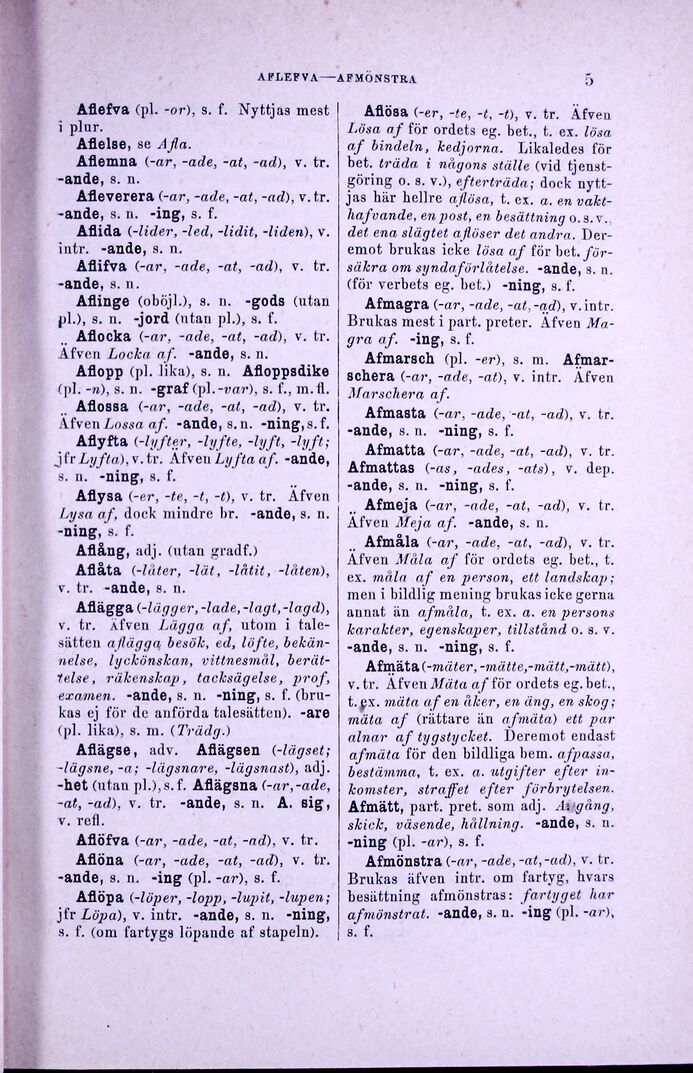 AFLEFVA—AFMÖNSTRA
5
Aflefva (pl. -or), s. f. Nyttjas mest
i plur.
Aflelse, se Afla.
Aflemna (-ar, -ade, -at, -ad), v. tr.
-ande, s. n.
Afleverera (-ar, -ade, -at, -ad), v. tr.
-ande, s. n. -ing, s. f.
Aflida (-lider, -led, -lidit, -liden), v.
intr. -ande, s. n.
Aflifva (-ar, -ade, -at, -ad), v. tr.
-ande, s. n.
Aflinge (oböjl.), s. n. -gods (utan
pl.), s. n. -jord (utan pl.), s. f.
Aflocka (-ar, -ade, -at, -ad), v. tr.
Äfven Locka af. -ande, s. n.
Aflopp (pl. lika), s. n. Afloppsdike
(pl. -n), s. n. -graf (pl. -var), s. f., m. fl.
Aflossa (-ar, -ade, -at, -ad), v. tr.
Äfven Lossa af. -ande, s. n. -ning, s. f.
Aflyfta (-lyfter, -lyfte, -lyft, -lyft;
jfr Lyfta), v. tr. Äfven Lyfta af. -ande,
s. n. -ning, s. f.
Aflysa (-er, -te, -t, -t), v. tr. Äfven
Lysa af, dock mindre br. -ande, s. n.
-ning, s. f.
Aflång, adj. (utan gradf.)
Aflåta (-låter, -lät, -låtit, -låten),
v. tr. -ande, s. n.
Aflägga (-lägger, -lade, -lagt, -lagd),
v. tr. Äfven Lägga af, utom i tale-
sätten aflägga besök, ed, löfte, bekän-
nelse, lyckönskan, vittnesmål, berät-
telse, räkenskap, tacksägelse, prof,
examen. -ande, s. n. -ning, s. f. (bru-
kas ej för de anförda talesätten). -are
(pl. lika), s. m. (Trädg.)
Aflägse, adv. Aflägsen (-lägset;
-lägsne, -a; -lägsnare, -lägsnast), adj.
-het (utan pl.), s. f. Aflägsna (-ar, -ade,
-at, -ad), v. tr. -ande, s. n. A. sig,
v. refl.
Aflöfva (-ar, -ade, -at, -ad), v. tr.
Aflöna (-ar, -ade, -at, -ad), v. tr.
-ande, s. n. -ing (pl. -ar), s. f.
Aflöpa (-löper, -lopp, -lupit, -lupen;
jfr Löpa), v. intr. -ande, s. n. -ning,
s. f. (om fartygs löpande af stapeln).
Aflösa (-er, -te, -t, -t), v. tr. Äfven
Lösa af för ordets eg. bet., t. ex. lösa
af bindeln, kedjorna. Likaledes för
bet. träda i någons ställe (vid tjenst-
göring o. s. v.), efterträda; dock nytt-
jas här hellre aflösa, t. ex. a. en vakt-
hafvande, en post, en besättning o. s. v.,
det ena slägtet aflöser det andra. Der-
emot brukas icke lösa af för bet. för-
säkra om syndaförlåtelse. -ande, s. n.
(för verbets eg. bet.) -ning, s. f.
Afmagra (-ar, -ade, -at, -ad), v. intr.
Brukas mest i part. preter. Äfven Ma-
gra af. -ing, s. f.
Afmarsch (pl. -er), s. m. Afmar-
schera (-ar, -ade, -at), v. intr. Äfven
Marschera af.
Afmasta (-ar, -ade, -at, -ad), v. tr.
-ande, s. n. -ning, s. f.
Afmatta (-ar, -ade, -at, -ad), v. tr.
Afmattas (-as, -ades, -ats), v. dep.
-ande, s. n. -ning, s. f.
Afmeja (-ar, -ade, -at, -ad), v. tr.
Äfven Meja af. -ande, s. n.
Afmåla (-ar, -ade, -at, -ad), v. tr.
Äfven Måla af för ordets eg. bet., t.
ex. måla af en person, ett landskap;
men i bildlig mening brukas icke gerna
annat än afmåla, t. ex. a. en persons
karakter, egenskaper, tillstånd o. s. v.
-ande, s. n. -ning, s. f.
Afmäta (-mäter, -mätte, -mätt, -mätt),
v. tr. Äfven Mäta af för ordets eg. bet.,
t. ex. mäta af en åker, en äng, en skog;
mäta af (rättare än afmäta) ett par
alnar af tygstycket. Deremot endast
afmäta för den bildliga bem. afpassa,
bestämma, t. ex. a. utgifter efter in-
komster, straffet efter förbrytelsen.
Afmätt, part. pret. som adj. A. gång,
skick, väsende, hållning. -ande, s. n.
-ning (pl. -ar), s. f.
Afmönstra (-ar, -ade, -at, -ad), v. tr.
Brukas äfven intr. om fartyg, hvars
besättning afmönstras: fartyget har
afmönstrat. -ande, s. n. -ing (pl. -ar),
s. f.